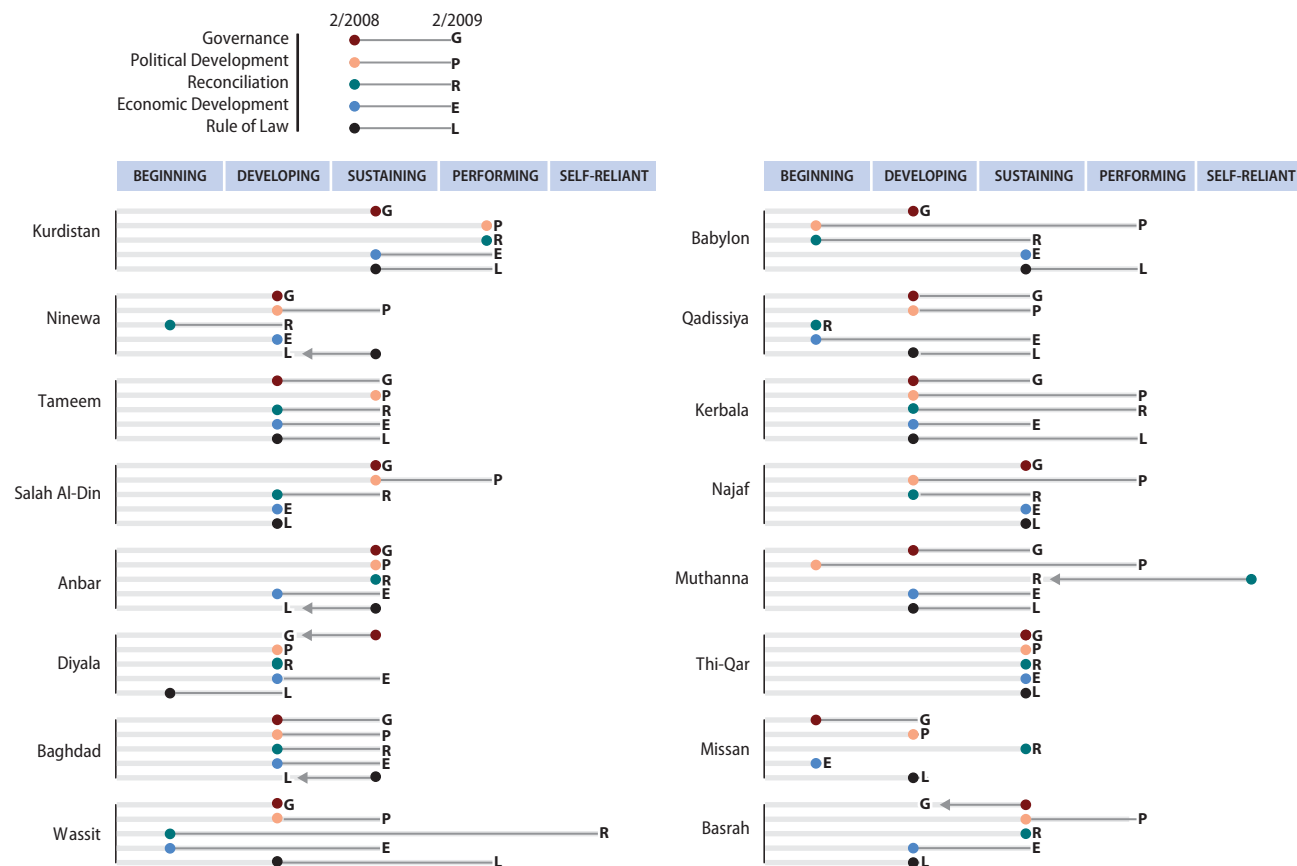 2/2008 2/2009
Governance G
Political Development P
Reconciliation R
Economic Development E
Rule of Law L
BEGINNING DEVELOPING SUSTAINING PERFORMING SELF-RELIANT
Kurdistan
G
P
R
E
L
Ninewa
G
P
R
E
L
Tameem
G
P
R
E
L
Salah Al-Din
G
P
R
E
L
Anbar
G
P
R
E
L
Diyala
G
P
R
E
L
Baghdad
G
P
R
E
L
Wassit
G
P
R
E
L
BEGINNING DEVELOPING SUSTAINING PERFORMING SELF-RELIANT
Babylon
G
P
R
E
L
Qadissiya
G
P
R
E
L
Kerbala
G
P
R
E
L
Najaf
G
P
R
E
L
Muthanna
G
P
R
E
L
Thi-Qar
G
P
R
E
L
Missan
G
P
R
E
L
Basrah
G
P
R
E
L